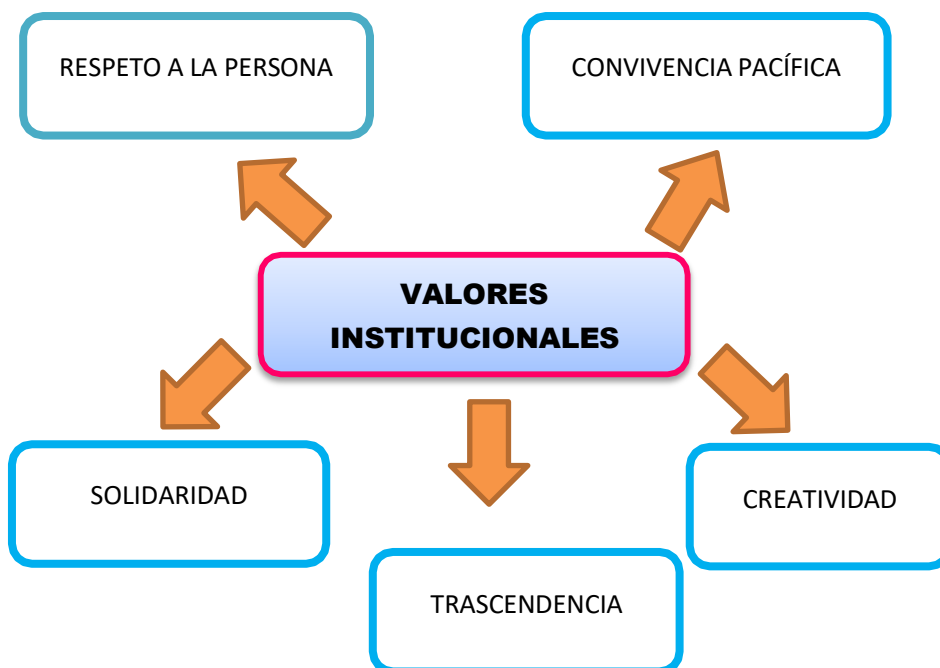 RESPETO A LA PERSONA
CONVIVENCIA PACÍFICA
VALORES
INSTITUCIONALES
SOLIDARIDAD
CREATIVIDAD
TRASCENDENCIA